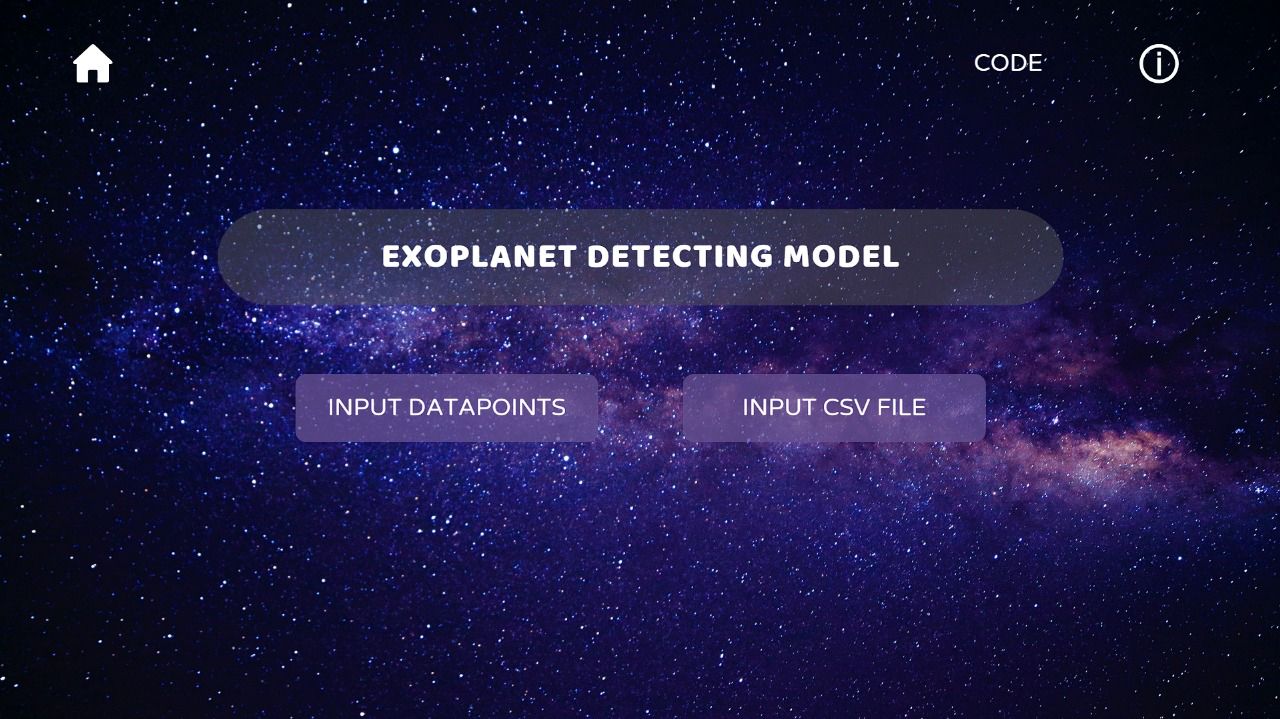 CODE
EXOPLANET DETECTING MODEL
INPUT DATAPOINTS
INPUT CSV FILE